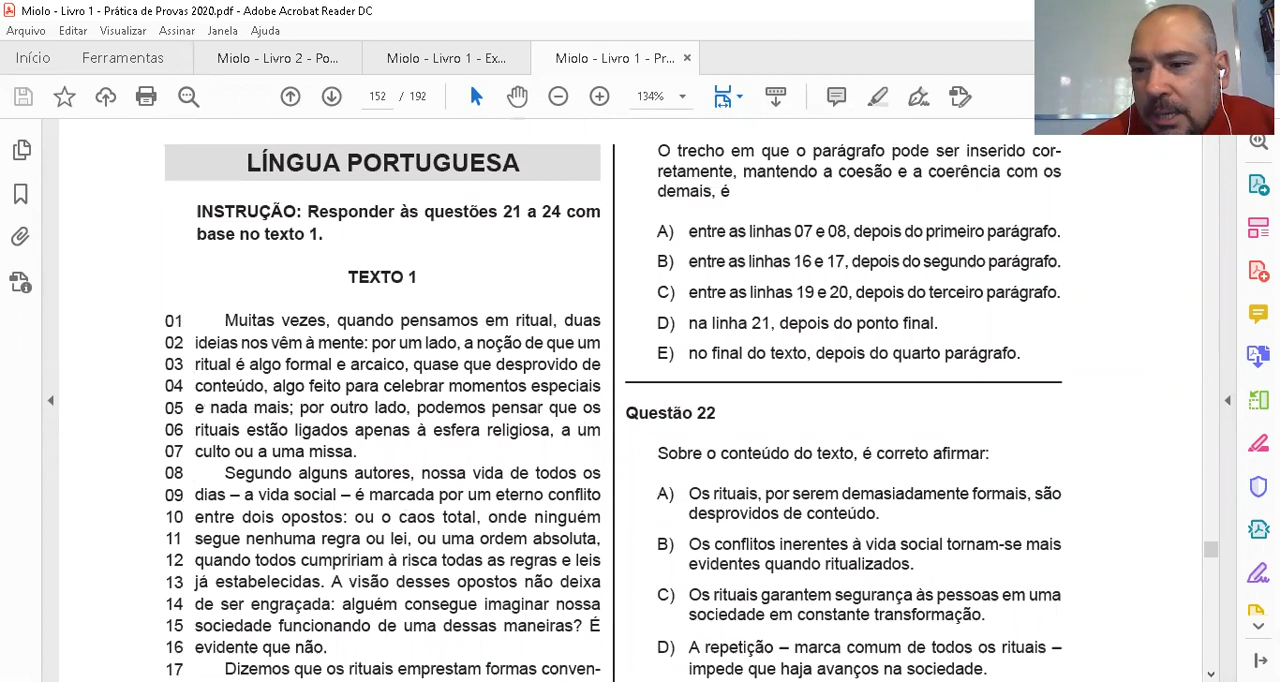 Miolo - Livro 1 - Prática de Provas 2020.pdf - Adobe Acrobat Reader DC
Arquivo Editar Visualizar Assinar Janela Ajuda
Início Ferramentas Miolo - Livro 2 - Po... Miolo - Livro 1 - Ex... Miolo - Livro 1 - Pr... ×
152 / 192 134%
LÍNGUA PORTUGUESA
INSTRUÇÃO: Responder às questões 21 a 24 com
base no texto 1.
TEXTO 1
01 Muitas vezes, quando pensamos em ritual, duas
02 ideias nos vêm à mente: por um lado, a noção de que um
03 ritual é algo formal e arcaico, quase que desprovido de
04 conteúdo, algo feito para celebrar momentos especiais
05 e nada mais; por outro lado, podemos pensar que os
06 rituais estão ligados apenas à esfera religiosa, a um
07 culto ou a uma missa.
08 Segundo alguns autores, nossa vida de todos os
09 dias – a vida social – é marcada por um eterno conflito
10 entre dois opostos: ou o caos total, onde ninguém
11 segue nenhuma regra ou lei, ou uma ordem absoluta,
12 quando todos cumpririam à risca todas as regras e leis
13 já estabelecidas. A visão desses opostos não deixa
14 de ser engraçada: alguém consegue imaginar nossa
15 sociedade funcionando de uma dessas maneiras? É
16 evidente que não.
17 Dizemos que os rituais emprestam formas conven-
O trecho em que o parágrafo pode ser inserido cor-
retamente, mantendo a coesão e a coerência com os
demais, é
A) entre as linhas 07 e 08, depois do primeiro parágrafo.
B) entre as linhas 16 e 17, depois do segundo parágrafo.
C) entre as linhas 19 e 20, depois do terceiro parágrafo.
D) na linha 21, depois do ponto final.
E) no final do texto, depois do quarto parágrafo.
Questão 22
Sobre o conteúdo do texto, é correto afirmar:
A) Os rituais, por serem demasiadamente formais, são
desprovidos de conteúdo.
B) Os conflitos inerentes à vida social tornam-se mais
evidentes quando ritualizados.
C) Os rituais garantem segurança às pessoas em uma
sociedade em constante transformação.
D) A repetição – marca comum de todos os rituais –
impede que haja avanços na sociedade.